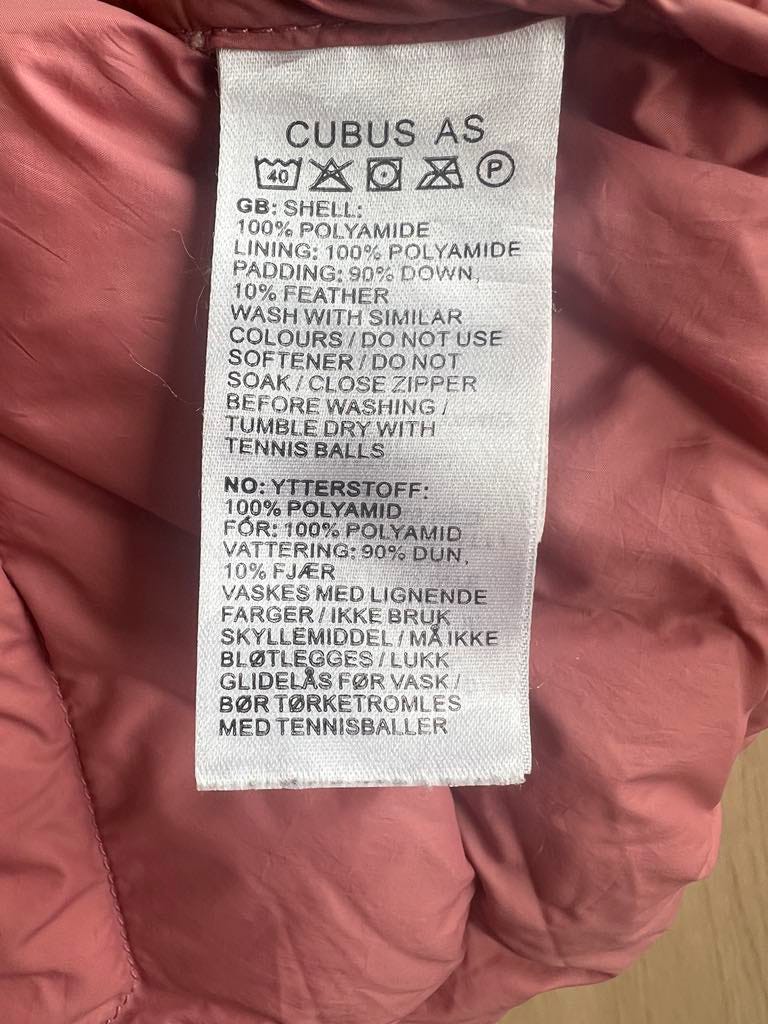 CUBUS AS
40 P
GB: SHELL:
100% POLYAMIDE
LINING: 100% POLYAMIDE
PADDING: 90% DOWN,
10% FEATHER
WASH WITH SIMILAR
COLOURS / DO NOT USE
SOFTENER / DO NOT
SOAK / CLOSE ZIPPER
BEFORE WASHING /
TUMBLE DRY WITH
TENNIS BALLS
NO: YTTERSTOFF:
100% POLYAMID
FÓR: 100% POLYAMID
VATTERING: 90% DUN,
10% FJÆR
VASKES MED LIGNENDE
FARGER / IKKE BRUK
SKYLLEMIDDEL / MÅ IKKE
BLØTLEGGES / LUKK
GLIDELÅS FØR VASK /
BØR TØRKETROMLES
MED TENNISBALLER